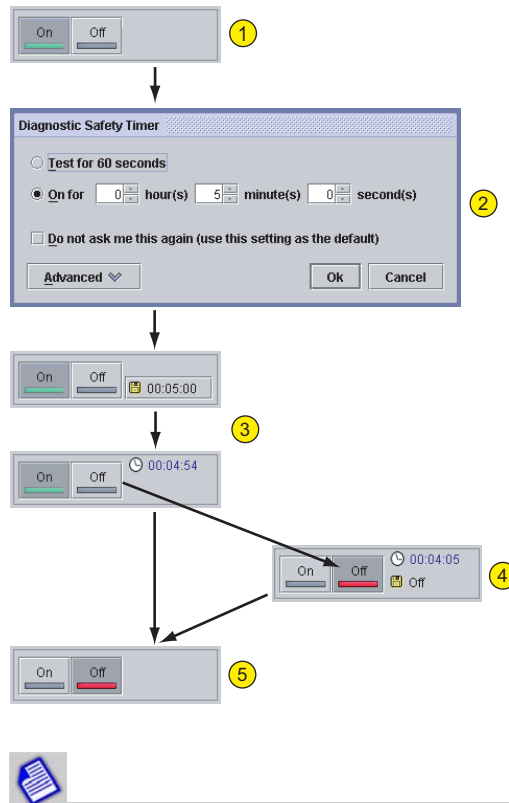 On Off
1
Diagnostic Safety Timer
Test for 60 seconds
On for 0 hour(s) 5 minute(s) 0 second(s)
2
Do not ask me this again (use this setting as the default)
Advanced Ok Cancel
On Off 00:05:00
3
On Off 00:04:54
On Off 00:04:05
Off
4
On Off
5